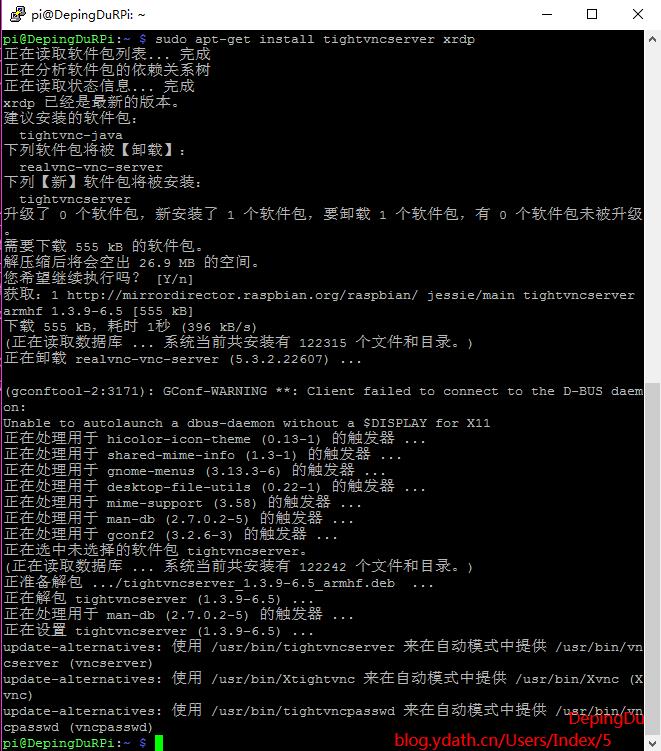 pi@DepingDuRPi: ~
pi@DepingDuRPi:~ $ sudo apt-get install tightvncserver xrdp
正在读取软件包列表... 完成
正在分析软件包的依赖关系树
正在读取状态信息... 完成
xrdp 已经是最新的版本。
建议安装的软件包：
  tightvnc-java
下列软件包将被【卸载】：
  realvnc-vnc-server
下列【新】软件包将被安装：
  tightvncserver
升级了 0 个软件包，新安装了 1 个软件包，要卸载 1 个软件包，有 0 个软件包未被升级
。
需要下载 555 kB 的软件包。
解压缩后将会空出 26.9 MB 的空间。
您希望继续执行吗？ [Y/n]
获取：1 http://mirrordirector.raspbian.org/raspbian/ jessie/main tightvncserver
armhf 1.3.9-6.5 [555 kB]
下载 555 kB，耗时 1秒 (396 kB/s)
(正在读取数据库 ... 系统当前共安装有 122315 个文件和目录。)
正在卸载 realvnc-vnc-server (5.3.2.22607) ...
(gconftool-2:3171): GConf-WARNING **: Client failed to connect to the D-BUS daem
on:
Unable to autolaunch a dbus-daemon without a $DISPLAY for X11
正在处理用于 hicolor-icon-theme (0.13-1) 的触发器 ...
正在处理用于 shared-mime-info (1.3-1) 的触发器 ...
正在处理用于 gnome-menus (3.13.3-6) 的触发器 ...
正在处理用于 desktop-file-utils (0.22-1) 的触发器 ...
正在处理用于 mime-support (3.58) 的触发器 ...
正在处理用于 man-db (2.7.0.2-5) 的触发器 ...
正在处理用于 gconf2 (3.2.6-3) 的触发器 ...
正在选中未选择的软件包 tightvncserver。
(正在读取数据库 ... 系统当前共安装有 122242 个文件和目录。)
正准备解包 .../tightvncserver_1.3.9-6.5_armhf.deb  ...
正在解包 tightvncserver (1.3.9-6.5) ...
正在处理用于 man-db (2.7.0.2-5) 的触发器 ...
正在设置 tightvncserver (1.3.9-6.5) ...
update-alternatives: 使用 /usr/bin/tightvncserver 来在自动模式中提供 /usr/bin/vn
cserver (vncserver)
update-alternatives: 使用 /usr/bin/Xtightvnc 来在自动模式中提供 /usr/bin/Xvnc (X
vnc)
update-alternatives: 使用 /usr/bin/tightvncpasswd 来在自动模式中提供 /usr/bin/vn
cpasswd (vncpasswd)
pi@DepingDuRPi:~ $
DepingDu
blog.ydath.cn/Users/Index/5